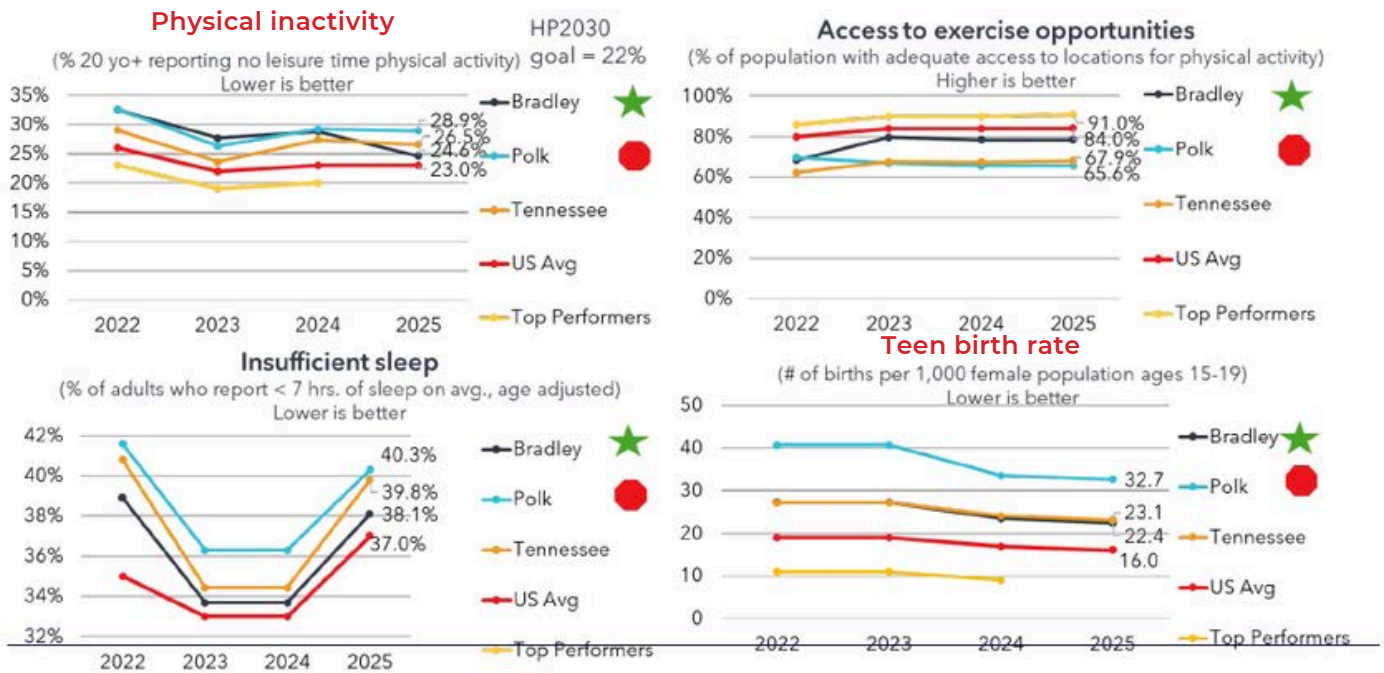 Physical inactivity
HP2030
goal = 22%
(% 20 yo+ reporting no leisure time physical activity)
Lower is better
35%
30%
25%
20%
15%
10%
5%
0%
28.9%
26.5%
24.6%
23.0%
2022 2023 2024 2025
Bradley
Polk
Tennessee
US Avg
Top Performers
Access to exercise opportunities
(% of population with adequate access to locations for physical activity)
Higher is better
100%
80%
60%
40%
20%
0%
91.0%
84.0%
67.9%
65.6%
2022 2023 2024 2025
Bradley
Polk
Tennessee
US Avg
Top Performers
Insufficient sleep
(% of adults who report < 7 hrs. of sleep on avg., age adjusted)
Lower is better
42%
40%
38%
36%
34%
32%
40.3%
39.8%
38.1%
37.0%
2022 2023 2024 2025
Bradley
Polk
Tennessee
US Avg
Top Performers
Teen birth rate
(# of births per 1,000 female population ages 15-19)
Lower is better
50
40
30
20
10
0
32.7
23.1
22.4
16.0
2022 2023 2024 2025
Bradley
Polk
Tennessee
US Avg
Top Performers